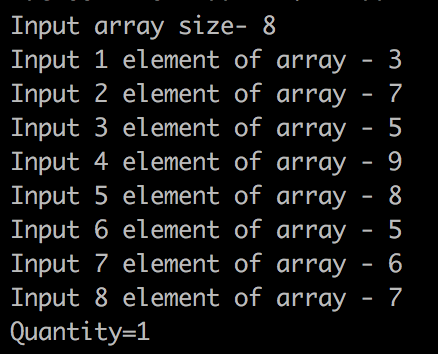 Input array size- 8
Input 1 element of array - 3
Input 2 element of array - 7
Input 3 element of array - 5
Input 4 element of array - 9
Input 5 element of array - 8
Input 6 element of array - 5
Input 7 element of array - 6
Input 8 element of array - 7
Quantity=1